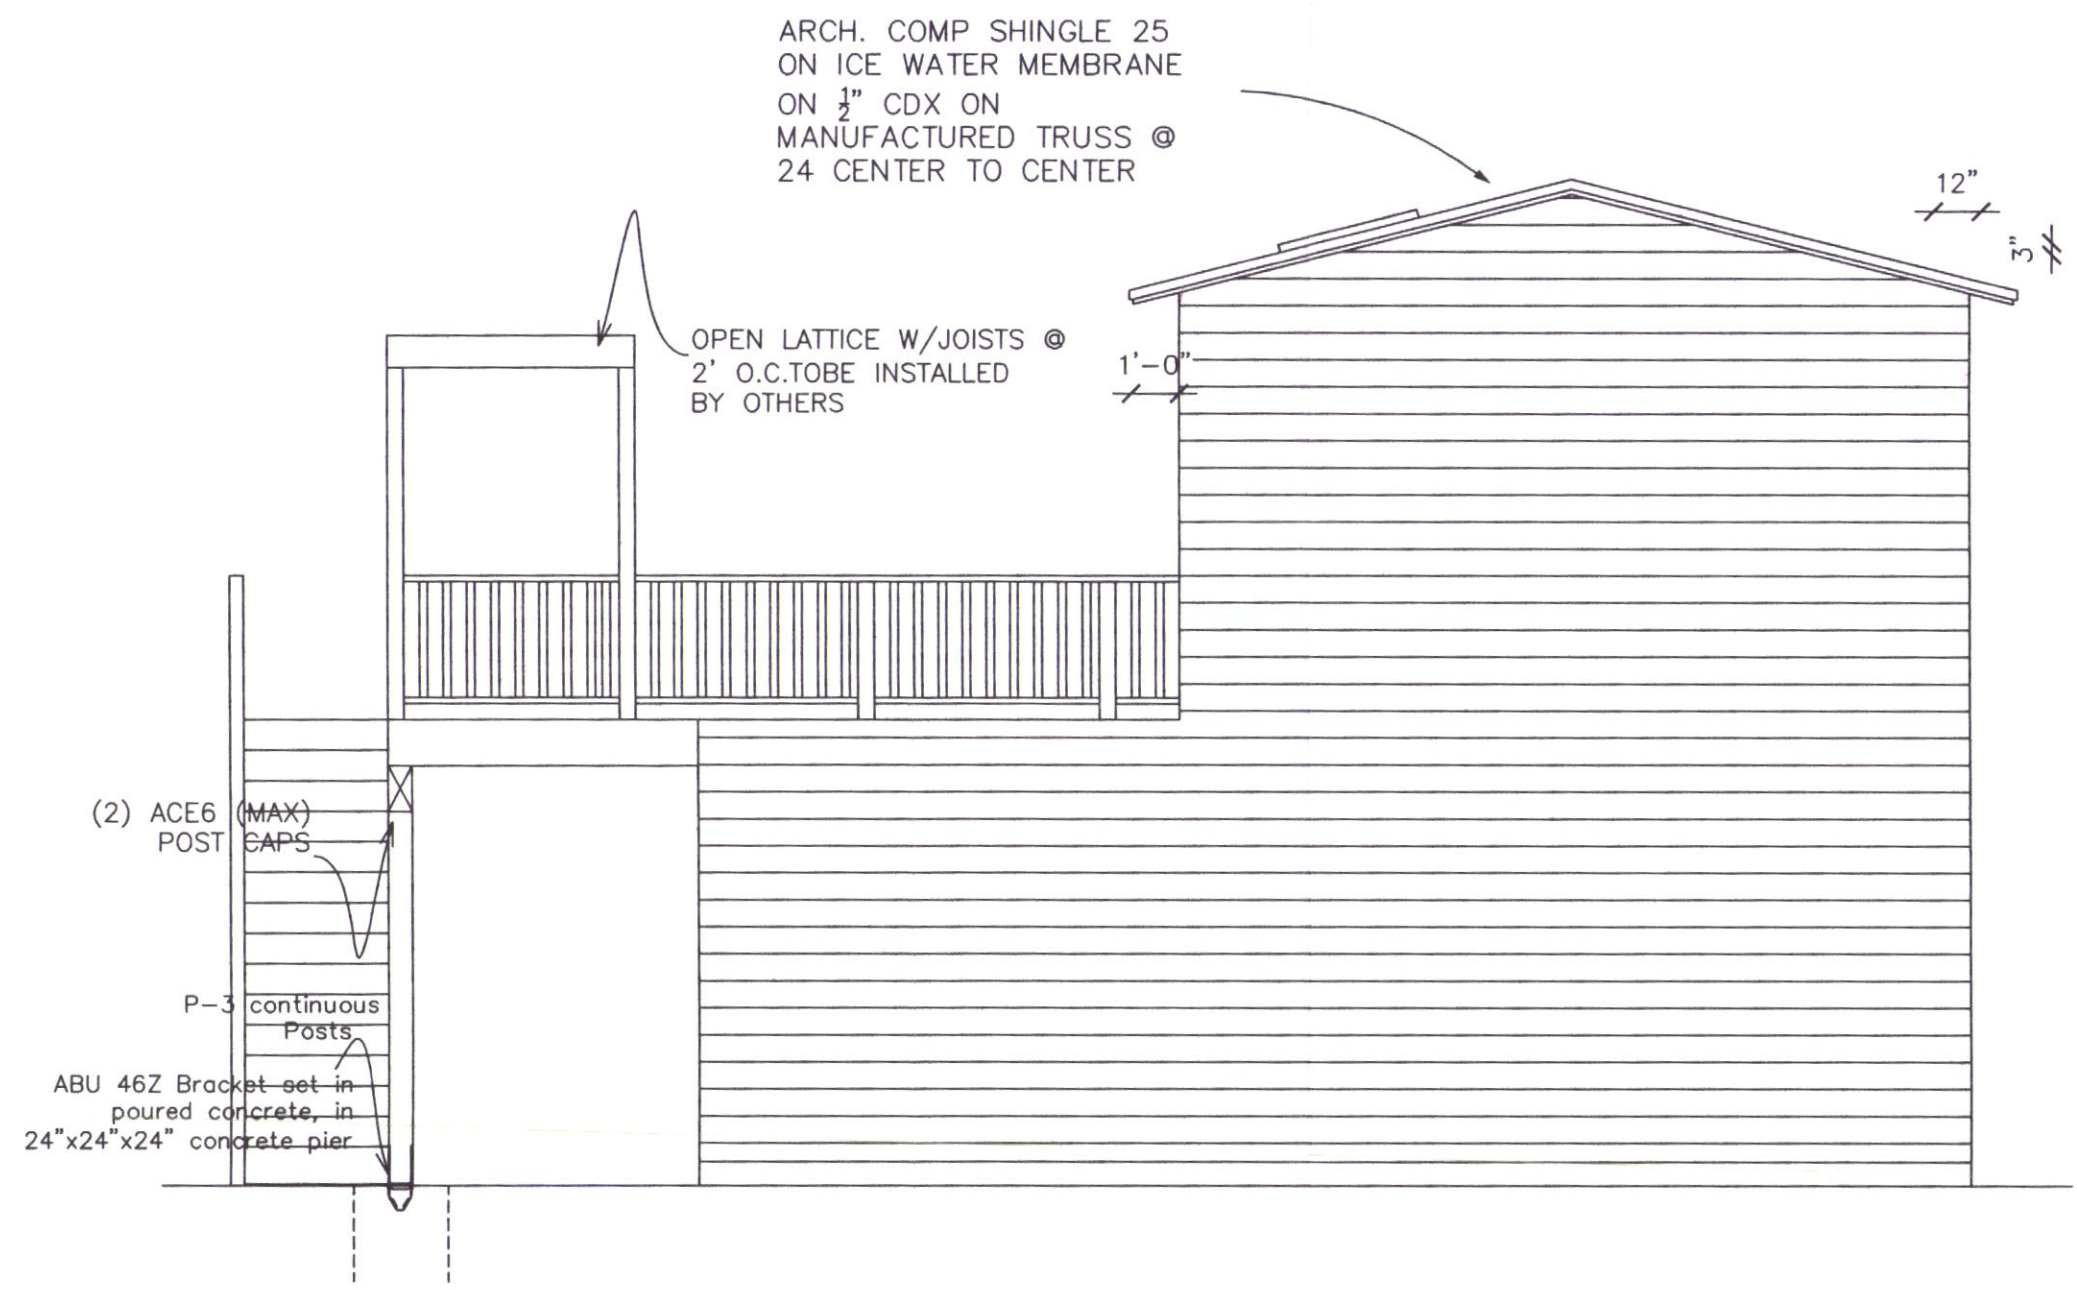 ARCH. COMP SHINGLE 25
ON ICE WATER MEMBRANE
ON ½" CDX ON
MANUFACTURED TRUSS @
24 CENTER TO CENTER
12"
3"
OPEN LATTICE W/JOISTS @
2' O.C.TOBE INSTALLED
BY OTHERS
1'-0"
(2) ACE6 (MAX)
POST CAPS
P-3 continuous
Posts
ABU 46Z Bracket set in
poured concrete, in
24"x24"x24" concrete pier